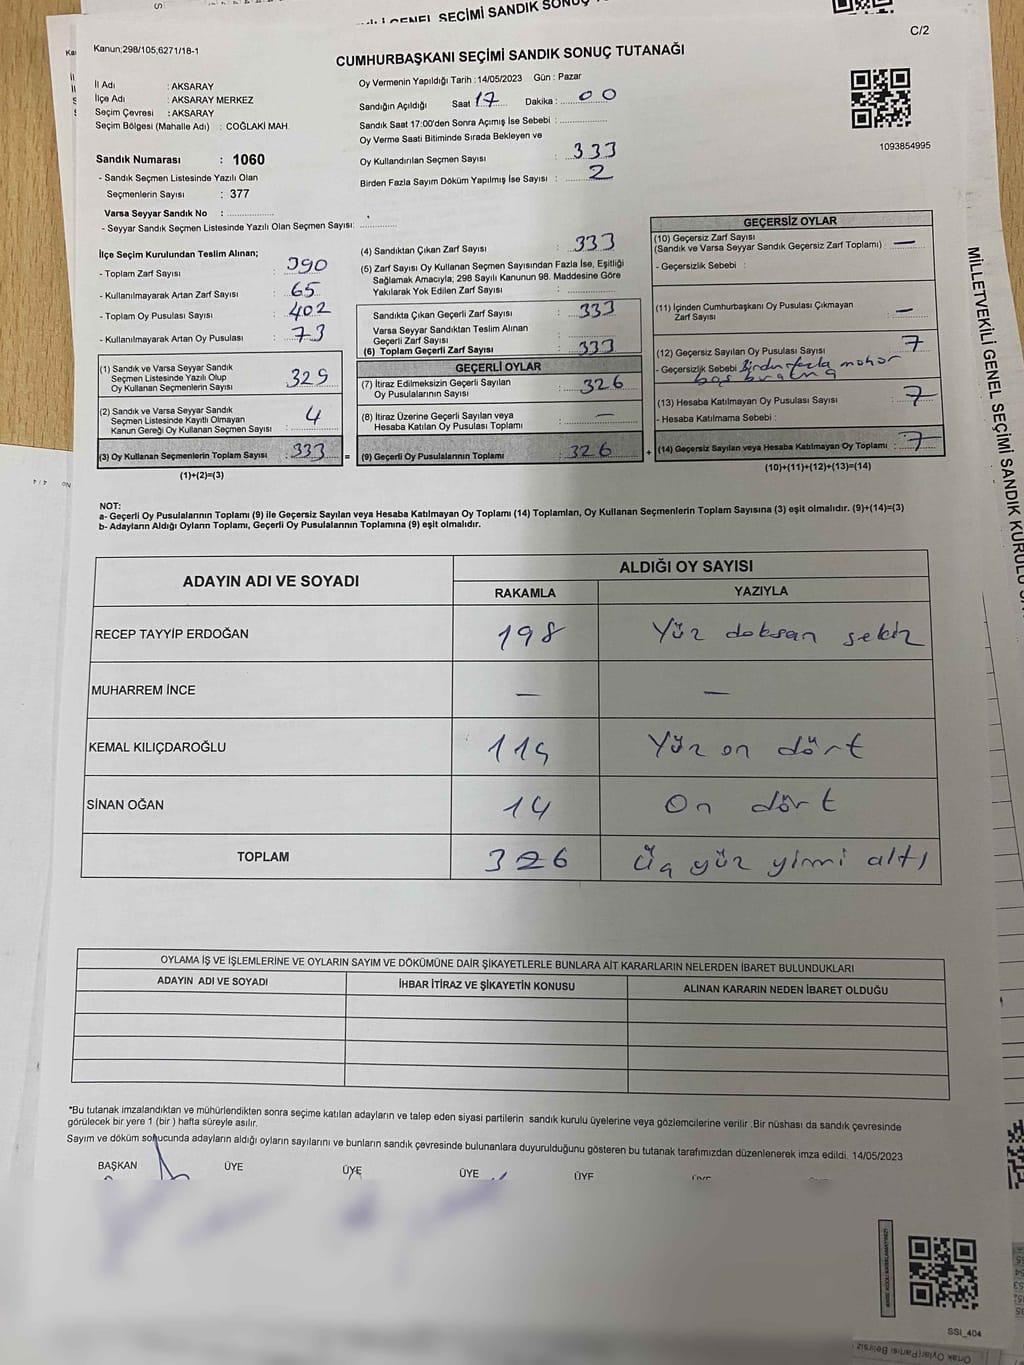 Kanun;298/105,6271/18-1
C/2
CUMHURBAŞKANI SEÇİMİ SANDIK SONUÇ TUTANAĞI
İl Adı : AKSARAY
İlçe Adı : AKSARAY MERKEZ
Seçim Çevresi : AKSARAY
Seçim Bölgesi (Mahalle Adı) : COĞLAKİ MAH.
Oy Vermenin Yapıldığı Tarih : 14/05/2023 Gün : Pazar
Sandığın Açıldığı Saat 17 Dakika : 00
Sandık Saat 17:00'den Sonra Açımış İse Sebebi :
Oy Verme Saati Bitiminde Sırada Bekleyen ve
Oy Kullandırılan Seçmen Sayısı : 333
Birden Fazla Sayım Döküm Yapılmış İse Sayısı : 2
1093854995
Sandık Numarası : 1060
- Sandık Seçmen Listesinde Yazılı Olan
Seçmenlerin Sayısı : 377
Varsa Seyyar Sandık No :
- Seyyar Sandık Seçmen Listesinde Yazılı Olan Seçmen Sayısı:
İlçe Seçim Kurulundan Teslim Alınan;
- Toplam Zarf Sayısı : 390
- Kullanılmayarak Artan Zarf Sayısı : 65
- Toplam Oy Pusulası Sayısı : 402
- Kullanılmayarak Artan Oy Pusulası : 73
(1) Sandık ve Varsa Seyyar Sandık
Seçmen Listesinde Yazılı Olup
Oy Kullanan Seçmenlerin Sayısı : 329
(2) Sandık ve Varsa Seyyar Sandık
Seçmen Listesinde Kayıtlı Olmayan
Kanun Gereği Oy Kullanan Seçmen Sayısı : 4
(3) Oy Kullanan Seçmenlerin Toplam Sayısı : 333 =
(1)+(2)=(3)
(4) Sandıktan Çıkan Zarf Sayısı : 333
(5) Zarf Sayısı Oy Kullanan Seçmen Sayısından Fazla İse, Eşitliği
Sağlamak Amacıyla; 298 Sayılı Kanunun 98. Maddesine Göre
Yakılarak Yok Edilen Zarf Sayısı :
Sandıkta Çıkan Geçerli Zarf Sayısı : 333
Varsa Seyyar Sandıktan Teslim Alınan
Geçerli Zarf Sayısı :
(6) Toplam Geçerli Zarf Sayısı : 333
GEÇERLİ OYLAR
(7) İtiraz Edilmeksizin Geçerli Sayılan
Oy Pusulalarının Sayısı : 326
(8) İtiraz Üzerine Geçerli Sayılan veya
Hesaba Katılan Oy Pusulası Toplamı : —
(9) Geçerli Oy Pusulalarının Toplamı : 326 +
GEÇERSİZ OYLAR
(10) Geçersiz Zarf Sayısı
(Sandık ve Varsa Seyyar Sandık Geçersiz Zarf Toplamı) : —
- Geçersizlik Sebebi :
(11) İçinden Cumhurbaşkanı Oy Pusulası Çıkmayan
Zarf Sayısı : —
(12) Geçersiz Sayılan Oy Pusulası Sayısı : 7
- Geçersizlik Sebebi : Birden fazla mühür
boş bırakma
(13) Hesaba Katılmayan Oy Pusulası Sayısı : 7
- Hesaba Katılmama Sebebi :
(14) Geçersiz Sayılan veya Hesaba Katılmayan Oy Toplamı : 7
(10)+(11)+(12)+(13)=(14)
NOT:
a- Geçerli Oy Pusulalarının Toplamı (9) ile Geçersiz Sayılan veya Hesaba Katılmayan Oy Toplamı (14) Toplamları, Oy Kullanan Seçmenlerin Toplam Sayısına (3) eşit olmalıdır. (9)+(14)=(3)
b- Adayların Aldığı Oyların Toplamı, Geçerli Oy Pusulalarının Toplamına (9) eşit olmalıdır.
ADAYIN ADI VE SOYADI
ALDIĞI OY SAYISI
RAKAMLA YAZIYLA
RECEP TAYYİP ERDOĞAN 198 Yüz doksan sekiz
MUHARREM İNCE — —
KEMAL KILIÇDAROĞLU 114 Yüz on dört
SİNAN OĞAN 14 On dört
TOPLAM 326 Üç yüz yirmi altı
OYLAMA İŞ VE İŞLEMLERİNE VE OYLARIN SAYIM VE DÖKÜMÜNE DAİR ŞİKAYETLERLE BUNLARA AİT KARARLARIN NELERDEN İBARET BULUNDUKLARI
ADAYIN ADI VE SOYADI İHBAR İTİRAZ VE ŞİKAYETİN KONUSU ALINAN KARARIN NEDEN İBARET OLDUĞU
*Bu tutanak imzalandıktan ve mühürlendikten sonra seçime katılan adayların ve talep eden siyasi partilerin sandık kurulu üyelerine veya gözlemcilerine verilir .Bir nüshası da sandık çevresinde
görülecek bir yere 1 (bir ) hafta süreyle asılır.
Sayım ve döküm sonucunda adayların aldığı oyların sayılarını ve bunların sandık çevresinde bulunanlara duyurulduğunu gösteren bu tutanak tarafımızdan düzenlenerek imza edildi. 14/05/2023
BAŞKAN ÜYE ÜYE ÜYE ÜYE
SSI_404
MİLLETVEKİLİ GENEL SEÇİMİ SANDIK KURULU
GENEL SEÇİMİ SANDIK SONUÇ